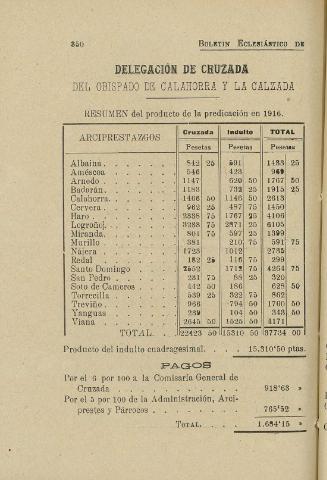 350 BOLETIN ECLESIÁSTICO DE
DELEGACIÓN DE CRUZADA
DEL OBISPADO DE CALAHORRA Y LA CALZADA
RESUMEN del producto de la predicación en 1916.
ARCIPRESTAZGOS Cruzada Indulto TOTAL
Pesetas Pesetas Pesetas
Albaina 842 25 591 1433 25
Améscoa 546 423 969
Arnedo 1147 620 50 1767 50
Badorán 1183 732 25 1915 25
Calahorra 1466 50 1146 50 2613
Cervera 962 25 487 75 1450
Haro 2338 75 1767 25 4106
Logroño 3233 75 2871 25 6105
Miranda 801 75 597 25 1399
Murillo 381 210 75 591 75
Nájera 1723 1012 2735
Redal 182 25 116 75 299
Santo Domingo 2552 1712 75 4264 75
San Pedro 231 75 88 25 320
Soto de Cameros 442 50 186 628 50
Torrecilla 539 25 322 75 862
Treviño 966 794 50 1760 50
Yanguas 239 104 50 343 50
Viana 2645 50 1525 50 4171
TOTAL 22423 50 15310 50 37734 00
Producto del indulto cuadragesimal. 15.310'50 ptas.
PAGOS
Por el 6 por 100 a la Comisaría General de
Cruzada 918'63 »
Por el 5 por 100 de la Administración, Arci-
prestes y Párrocos 765'52 »
TOTAL 1.684'15 »